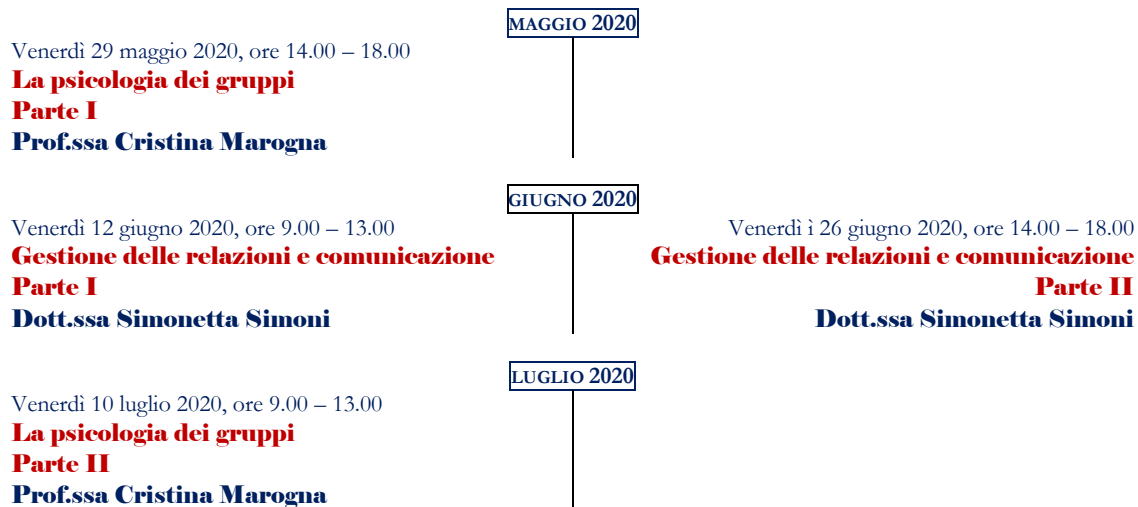 MAGGIO 2020
Venerdì 29 maggio 2020, ore 14.00 – 18.00
La psicologia dei gruppi
Parte I
Prof.ssa Cristina Marogna
GIUGNO 2020
Venerdì 12 giugno 2020, ore 9.00 – 13.00
Gestione delle relazioni e comunicazione
Parte I
Dott.ssa Simonetta Simoni
Venerdì ì 26 giugno 2020, ore 14.00 – 18.00
Gestione delle relazioni e comunicazione
Parte II
Dott.ssa Simonetta Simoni
LUGLIO 2020
Venerdì 10 luglio 2020, ore 9.00 – 13.00
La psicologia dei gruppi
Parte II
Prof.ssa Cristina Marogna